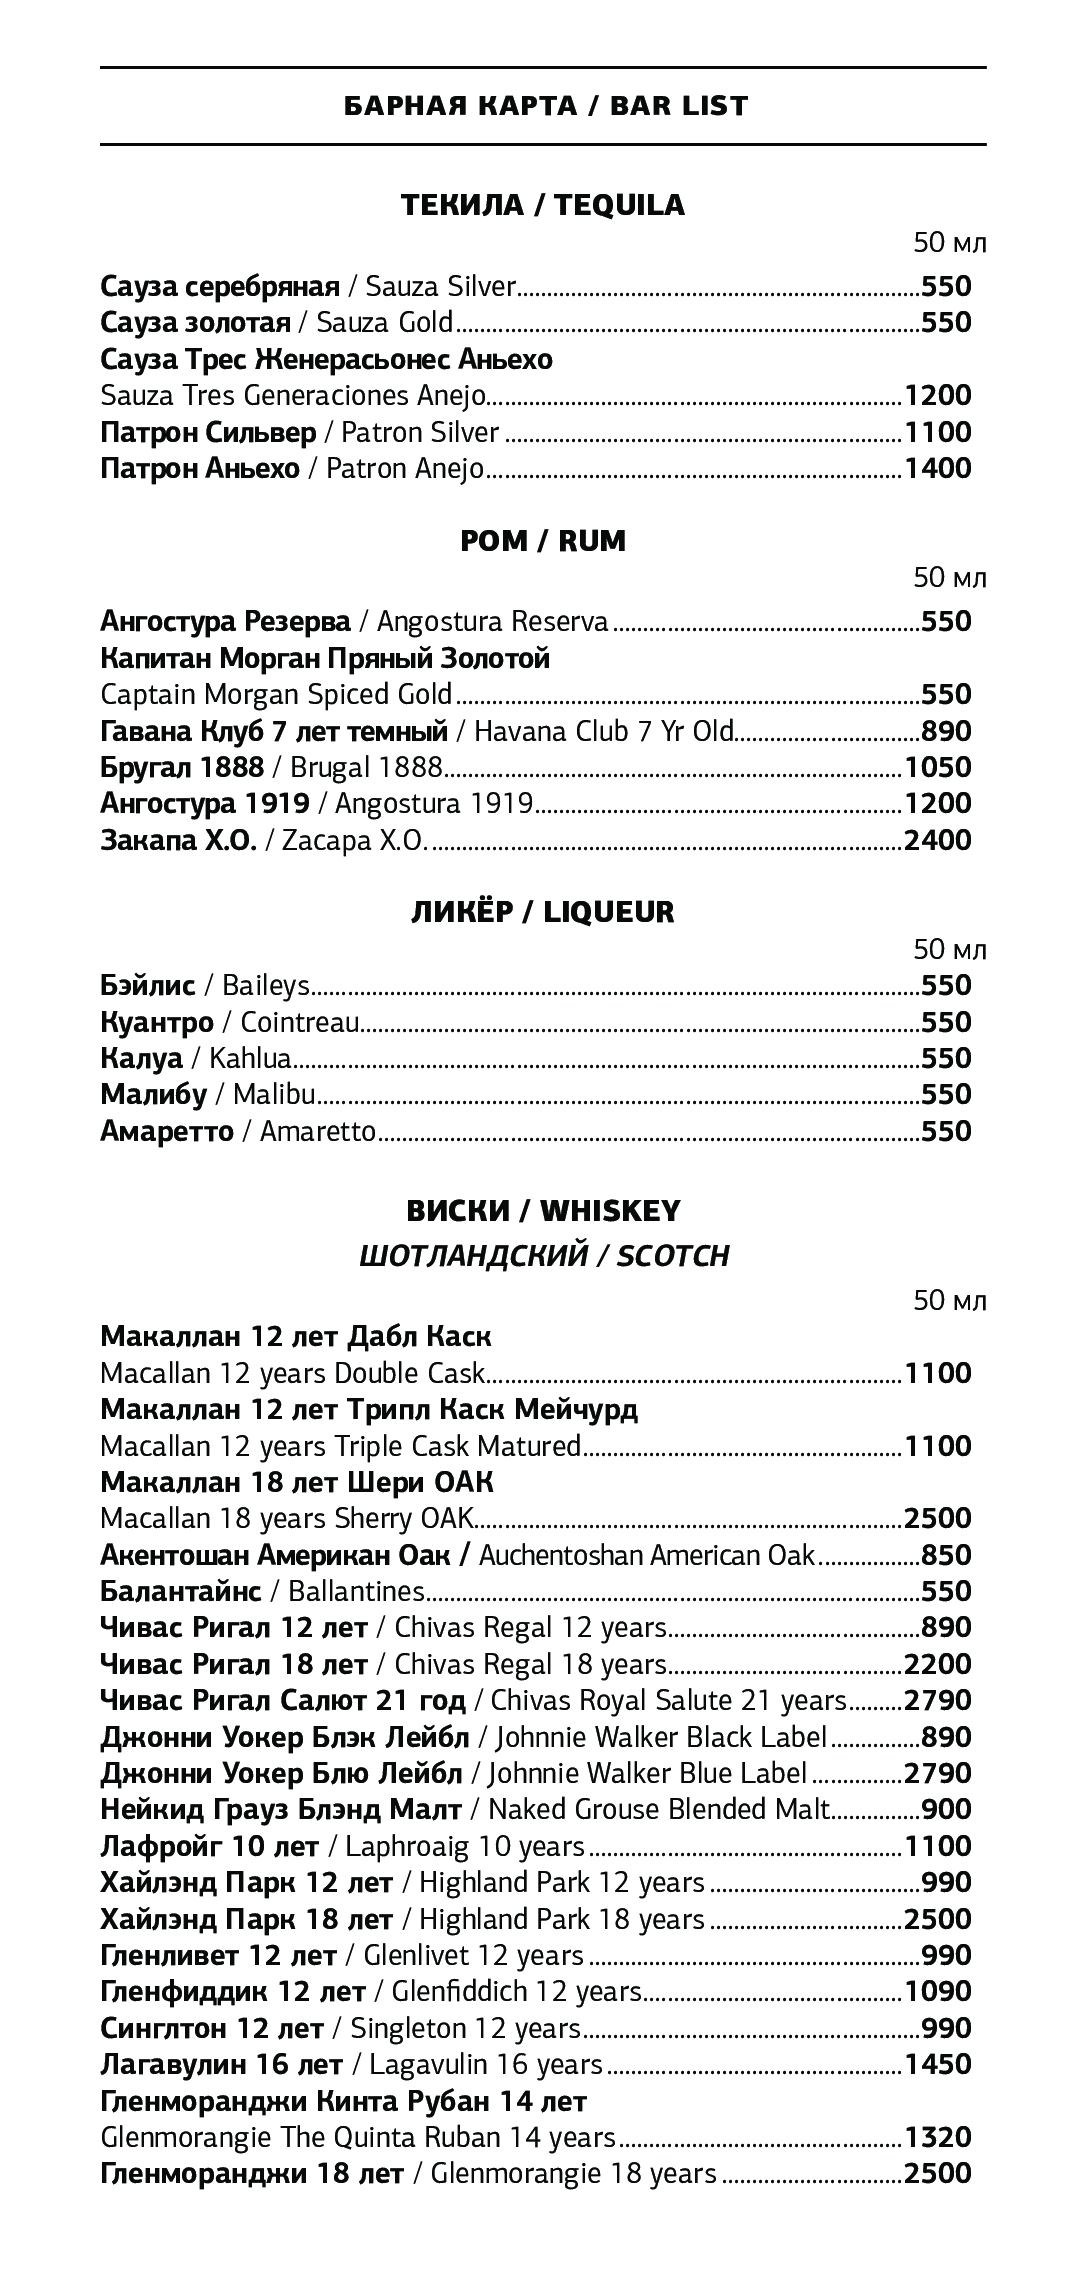 БАРНАЯ КАРТА / BAR LIST
ТЕКИЛА / TEQUILA
50 мл
Сауза серебряная / Sauza Silver.....550
Сауза золотая / Sauza Gold.....550
Сауза Трес Женерасьонес Аньехо
Sauza Tres Generaciones Anejo.....1200
Патрон Сильвер / Patron Silver.....1100
Патрон Аньехо / Patron Anejo.....1400
РОМ / RUM
50 мл
Ангостура Резерва / Angostura Reserva.....550
Капитан Морган Пряный Золотой
Captain Morgan Spiced Gold.....550
Гавана Клуб 7 лет темный / Havana Club 7 Yr Old.....890
Бругал 1888 / Brugal 1888.....1050
Ангостура 1919 / Angostura 1919.....1200
Закапа X.O. / Zacapa X.O......2400
ЛИКЁР / LIQUEUR
50 мл
Бэйлис / Baileys.....550
Куантро / Cointreau.....550
Калуа / Kahlua.....550
Малибу / Malibu.....550
Амаретто / Amaretto.....550
ВИСКИ / WHISKEY
ШОТЛАНДСКИЙ / SCOTCH
50 мл
Макаллан 12 лет Дабл Каск
Macallan 12 years Double Cask.....1100
Макаллан 12 лет Трипл Каск Мейчурд
Macallan 12 years Triple Cask Matured.....1100
Макаллан 18 лет Шери ОАК
Macallan 18 years Sherry OAK.....2500
Акентошан Американ Оак / Auchentoshan American Oak.....850
Балантайнс / Ballantines.....550
Чивас Ригал 12 лет / Chivas Regal 12 years.....890
Чивас Ригал 18 лет / Chivas Regal 18 years.....2200
Чивас Ригал Салют 21 год / Chivas Royal Salute 21 years.....2790
Джонни Уокер Блэк Лейбл / Johnnie Walker Black Label.....890
Джонни Уокер Блю Лейбл / Johnnie Walker Blue Label.....2790
Нейкид Грауз Блэнд Малт / Naked Grouse Blended Malt.....900
Лафройг 10 лет / Laphroaig 10 years.....1100
Хайлэнд Парк 12 лет / Highland Park 12 years.....990
Хайлэнд Парк 18 лет / Highland Park 18 years.....2500
Гленливет 12 лет / Glenlivet 12 years.....990
Гленфиддик 12 лет / Glenfiddich 12 years.....1090
Синглтон 12 лет / Singleton 12 years.....990
Лагавулин 16 лет / Lagavulin 16 years.....1450
Гленморанджи Кинта Рубан 14 лет
Glenmorangie The Quinta Ruban 14 years.....1320
Гленморанджи 18 лет / Glenmorangie 18 years.....2500